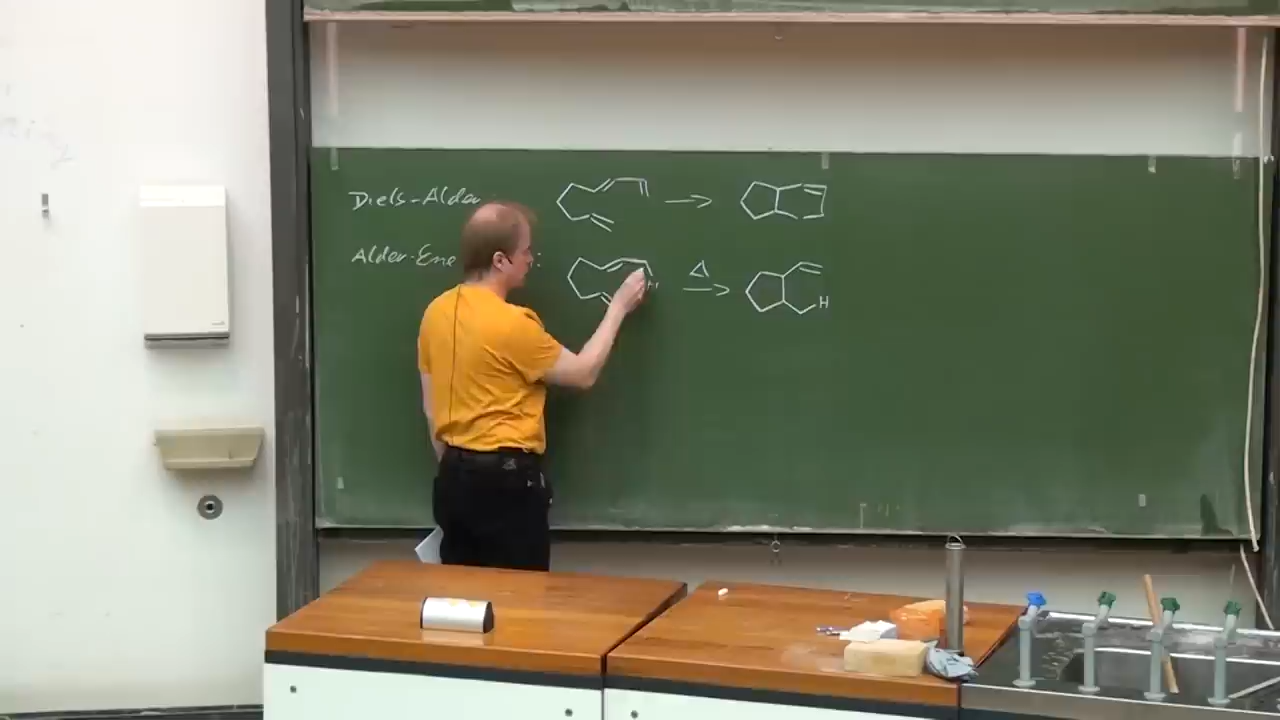 Diels-Alder
Alder-Ene :
Δ
H